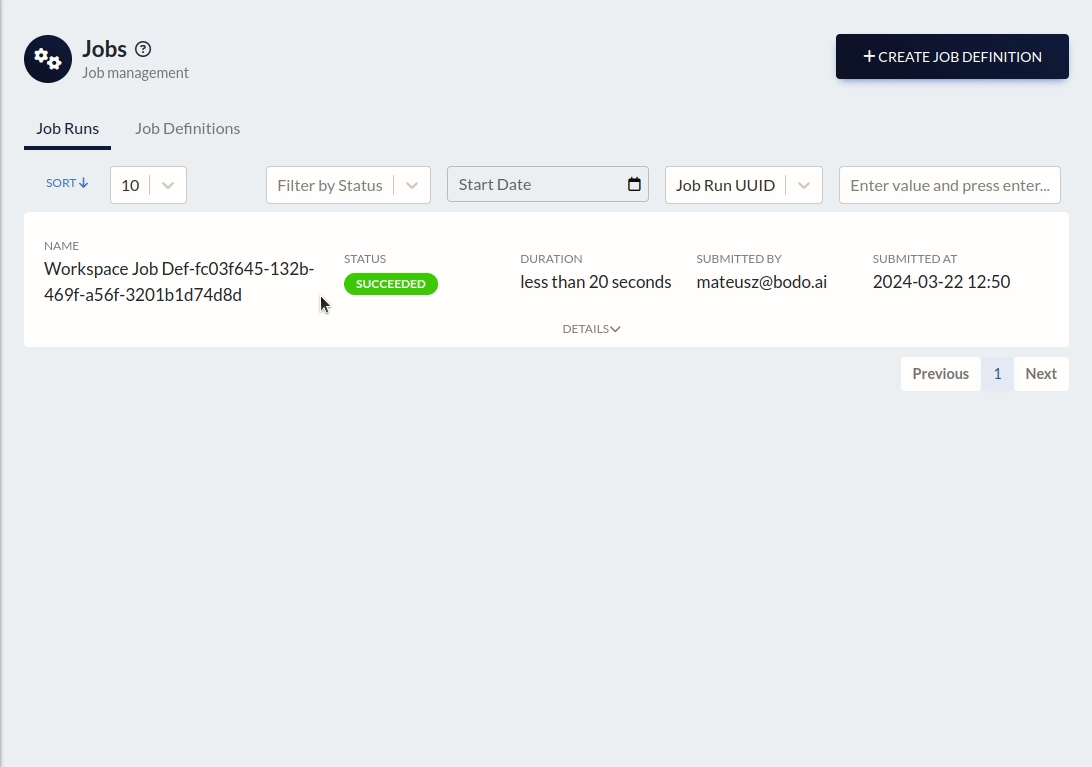 Jobs
Job management
+ CREATE JOB DEFINITION
Job Runs
Job Definitions
SORT
10
Filter by Status
Start Date
Job Run UUID
Enter value and press enter...
NAME
Workspace Job Def-fc03f645-132b-
469f-a56f-3201b1d74d8d
STATUS
SUCCEEDED
DURATION
less than 20 seconds
SUBMITTED BY
mateusz@bodo.ai
SUBMITTED AT
2024-03-22 12:50
DETAILS
Previous
1
Next